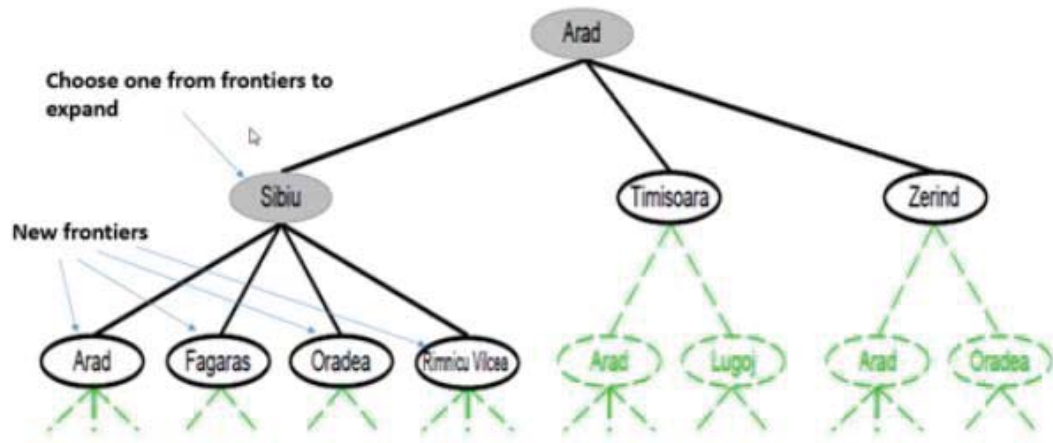 Arad
Choose one from frontiers to
expand
Sibiu
Timisoara
Zerind
New frontiers
Arad
Fagaras
Oradea
Rimnicu Vilcea
Arad
Lugoj
Arad
Oradea